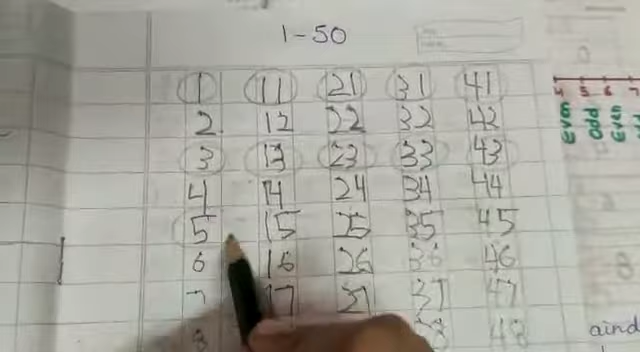 1-50
1 11 21 31 41
2 12 22 32 42
3 13 23 33 43
4 14 24 34 44
5 15 25 35 45
6 16 26 36 46
7 17 27 37 47
8 38 48
4 5 6 7
Even
Odd
Even
aind